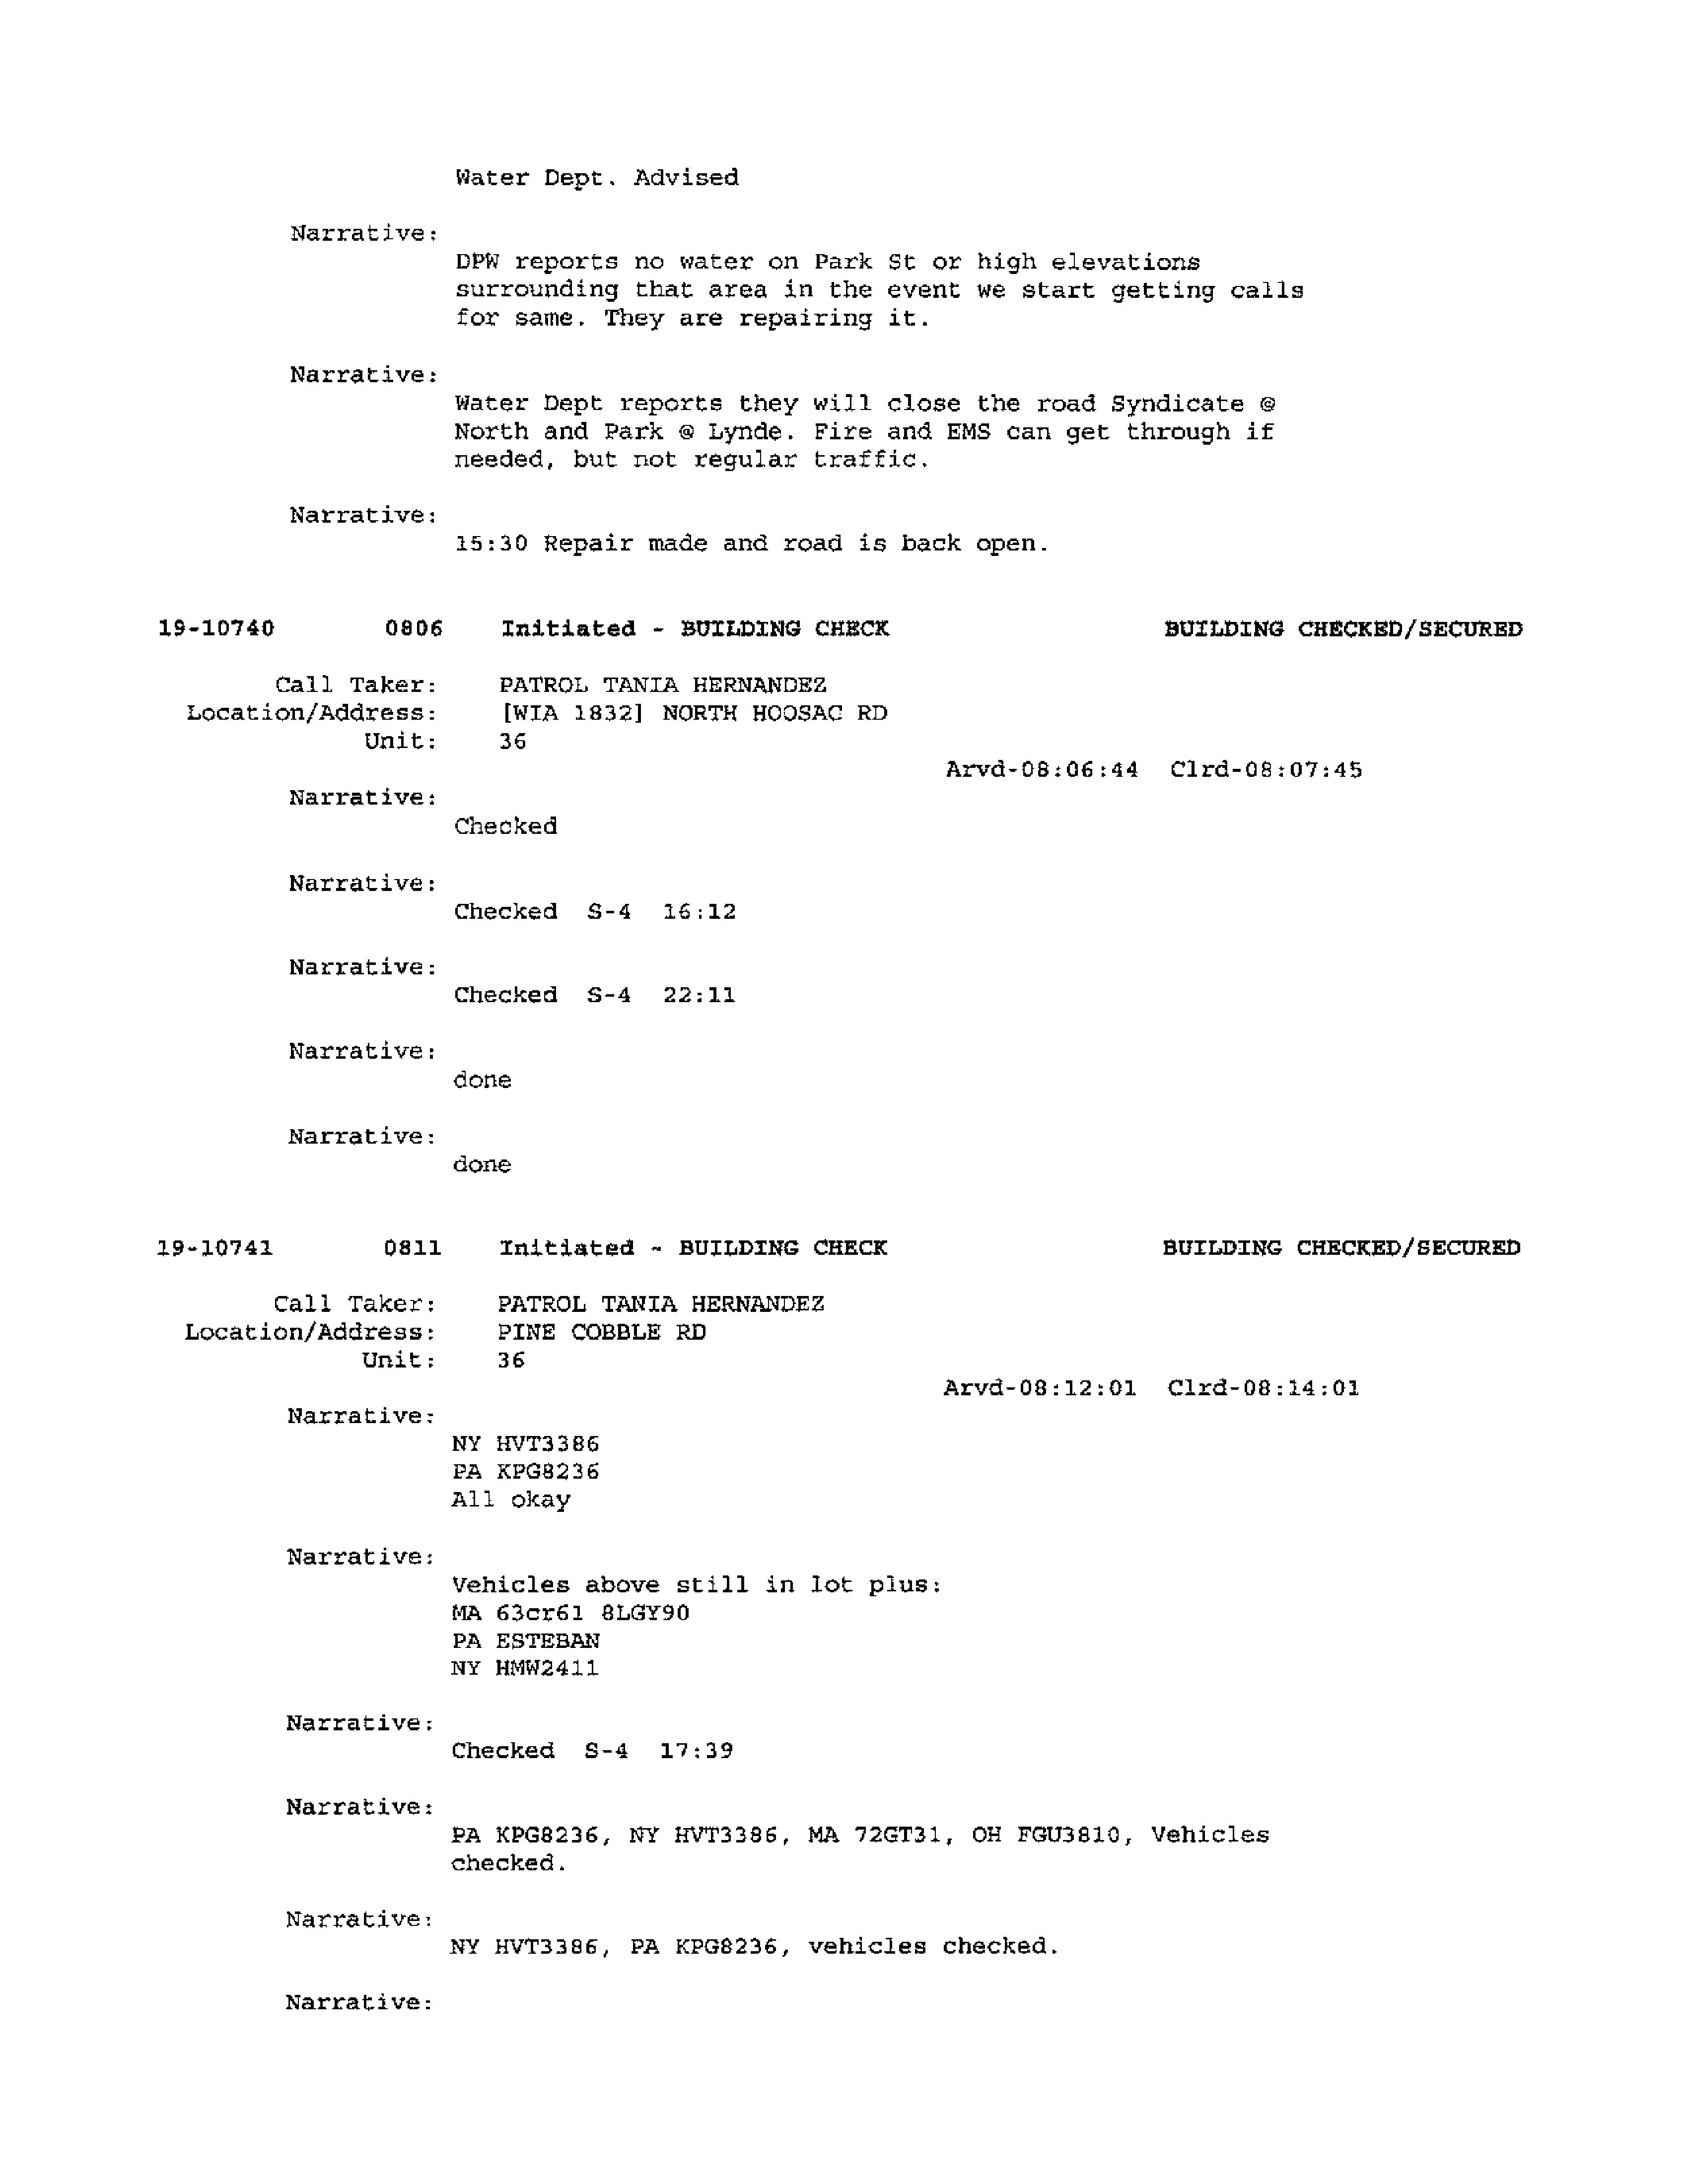 Water Dept. Advised
Narrative:
DPW reports no water on Park St or high elevations
surrounding that area in the event we start getting calls
for same. They are repairing it.
Narrative:
Water Dept reports they will close the road Syndicate @
North and Park @ Lynde. Fire and EMS can get through if
needed, but not regular traffic.
Narrative:
15:30 Repair made and road is back open.
19-10740 0806 Initiated - BUILDING CHECK BUILDING CHECKED/SECURED
Call Taker: PATROL TANIA HERNANDEZ
Location/Address: [WIA 1832] NORTH HOOSAC RD
Unit: 36
Arvd-08:06:44 Clrd-08:07:45
Narrative:
Checked
Narrative:
Checked S-4 16:12
Narrative:
Checked S-4 22:11
Narrative:
done
Narrative:
done
19-10741 0811 Initiated - BUILDING CHECK BUILDING CHECKED/SECURED
Call Taker: PATROL TANIA HERNANDEZ
Location/Address: PINE COBBLE RD
Unit: 36
Arvd-08:12:01 Clrd-08:14:01
Narrative:
NY HVT3386
PA KPG8236
All okay
Narrative:
Vehicles above still in lot plus:
MA 63cr61 8LGY90
PA ESTEBAN
NY HMW2411
Narrative:
Checked S-4 17:39
Narrative:
PA KPG8236, NY HVT3386, MA 72GT31, OH FGU3810, Vehicles
checked.
Narrative:
NY HVT3386, PA KPG8236, vehicles checked.
Narrative: